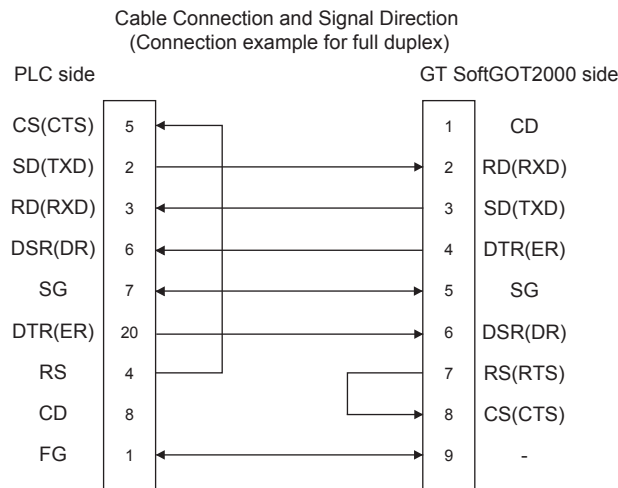 Cable Connection and Signal Direction
(Connection example for full duplex)
PLC side GT SoftGOT2000 side
CS(CTS) 5 1 CD
SD(TXD) 2 2 RD(RXD)
RD(RXD) 3 3 SD(TXD)
DSR(DR) 6 4 DTR(ER)
SG 7 5 SG
DTR(ER) 20 6 DSR(DR)
RS 4 7 RS(RTS)
CD 8 8 CS(CTS)
FG 1 9 -